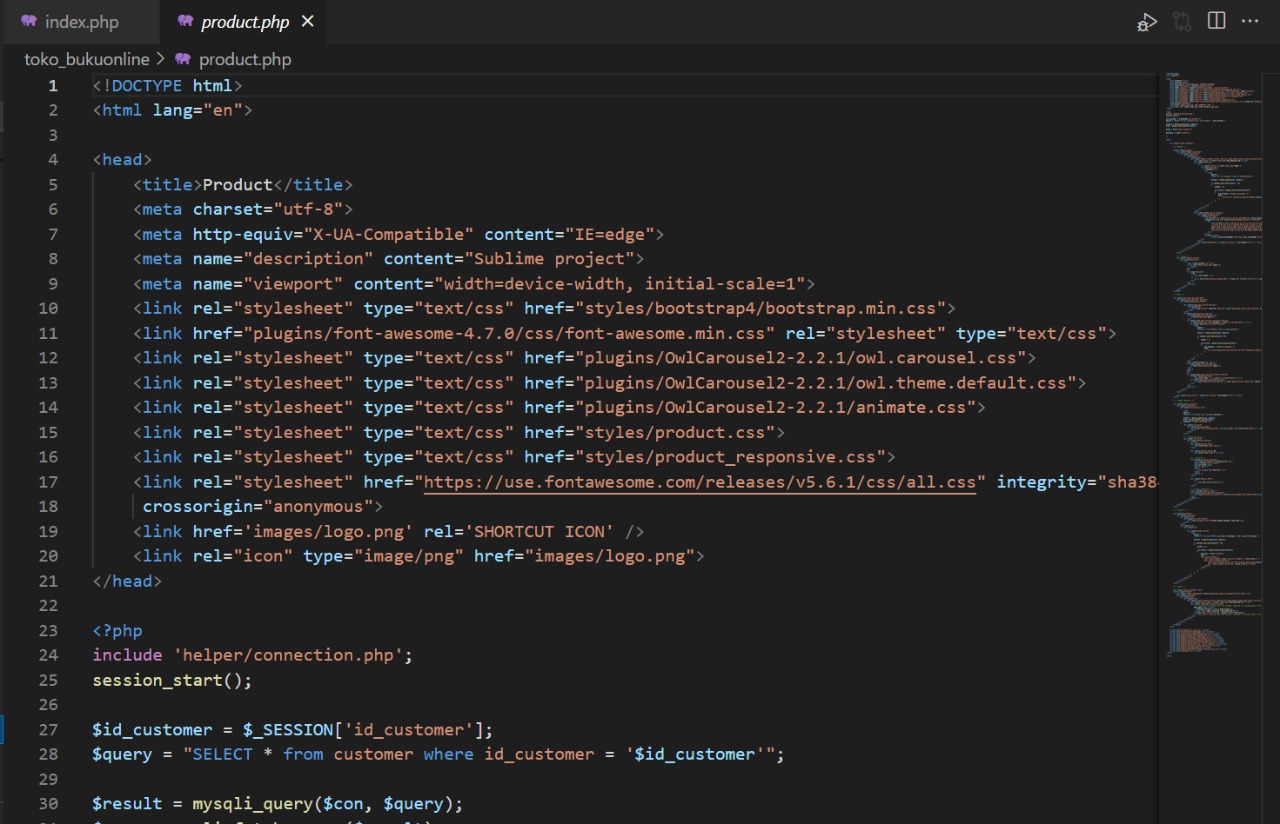 index.php
product.php
toko_bukuonline > product.php
1 <!DOCTYPE html>
2 <html lang="en">
3
4 <head>
5 <title>Product</title>
6 <meta charset="utf-8">
7 <meta http-equiv="X-UA-Compatible" content="IE=edge">
8 <meta name="description" content="Sublime project">
9 <meta name="viewport" content="width=device-width, initial-scale=1">
10 <link rel="stylesheet" type="text/css" href="styles/bootstrap4/bootstrap.min.css">
11 <link href="plugins/font-awesome-4.7.0/css/font-awesome.min.css" rel="stylesheet" type="text/css">
12 <link rel="stylesheet" type="text/css" href="plugins/OwlCarousel2-2.2.1/owl.carousel.css">
13 <link rel="stylesheet" type="text/css" href="plugins/OwlCarousel2-2.2.1/owl.theme.default.css">
14 <link rel="stylesheet" type="text/css" href="plugins/OwlCarousel2-2.2.1/animate.css">
15 <link rel="stylesheet" type="text/css" href="styles/product.css">
16 <link rel="stylesheet" type="text/css" href="styles/product_responsive.css">
17 <link rel="stylesheet" href="https://use.fontawesome.com/releases/v5.6.1/css/all.css" integrity="sha384
18 crossorigin="anonymous">
19 <link href='images/logo.png' rel='SHORTCUT ICON' />
20 <link rel="icon" type="image/png" href="images/logo.png">
21 </head>
22
23 <?php
24 include 'helper/connection.php';
25 session_start();
26
27 $id_customer = $_SESSION['id_customer'];
28 $query = "SELECT * from customer where id_customer = '$id_customer'";
29
30 $result = mysqli_query($con, $query);